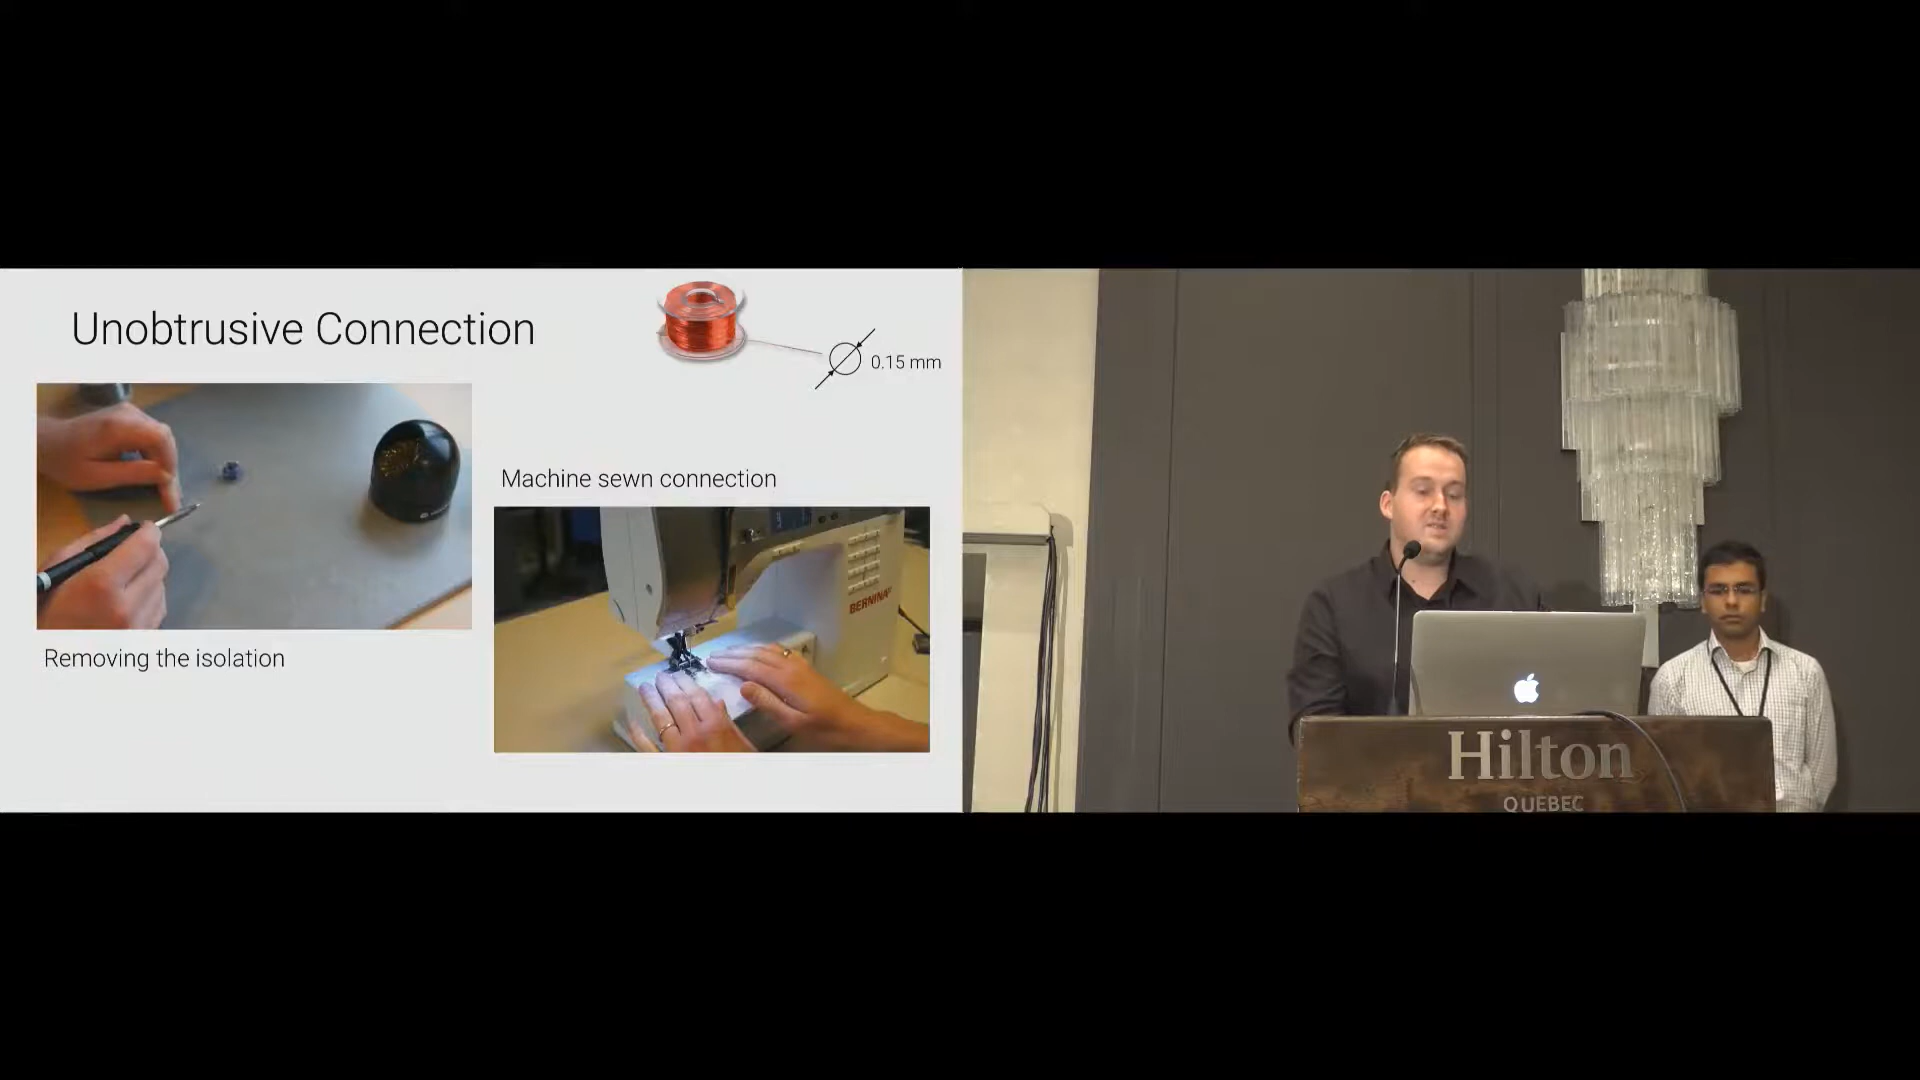 Unobtrusive Connection
0.15 mm
Machine sewn connection
BERNINA
Removing the isolation
Hilton
QUEBEC